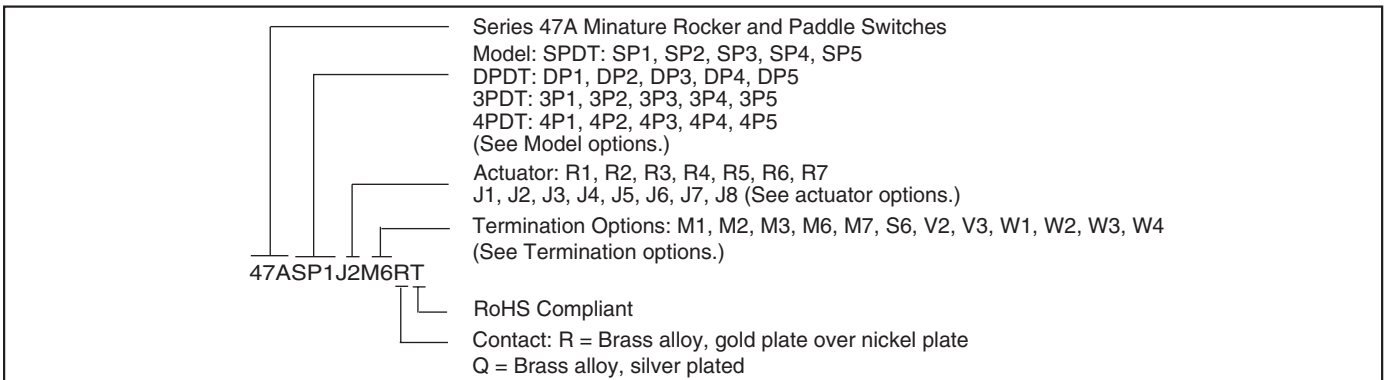 Series 47A Minature Rocker and Paddle Switches
Model: SPDT: SP1, SP2, SP3, SP4, SP5
DPDT: DP1, DP2, DP3, DP4, DP5
3PDT: 3P1, 3P2, 3P3, 3P4, 3P5
4PDT: 4P1, 4P2, 4P3, 4P4, 4P5
(See Model options.)
Actuator: R1, R2, R3, R4, R5, R6, R7
J1, J2, J3, J4, J5, J6, J7, J8 (See actuator options.)
Termination Options: M1, M2, M3, M6, M7, S6, V2, V3, W1, W2, W3, W4
(See Termination options.)
47ASP1J2M6RT
RoHS Compliant
Contact: R = Brass alloy, gold plate over nickel plate
Q = Brass alloy, silver plated